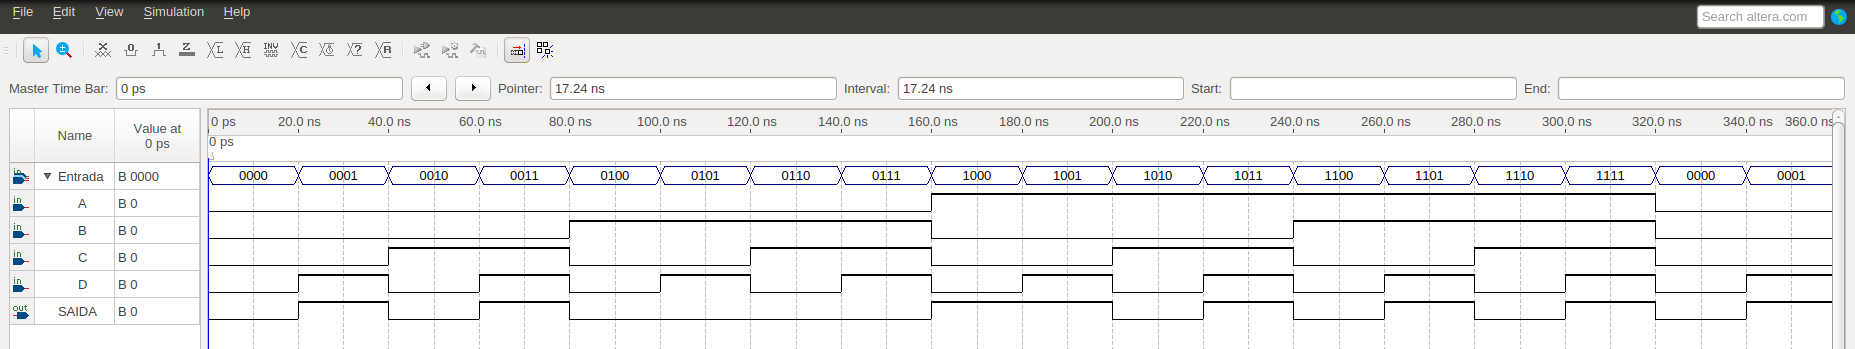 File Edit View Simulation Help
Search altera.com
0 1 Z L H INV C ? R
Master Time Bar: 0 ps Pointer: 17.24 ns Interval: 17.24 ns Start: End:
Name Value at 0 ps
0 ps 20.0 ns 40.0 ns 60.0 ns 80.0 ns 100.0 ns 120.0 ns 140.0 ns 160.0 ns 180.0 ns 200.0 ns 220.0 ns 240.0 ns 260.0 ns 280.0 ns 300.0 ns 320.0 ns 340.0 ns 360.0 ns
0 ps
in Entrada B 0000 0000 0001 0010 0011 0100 0101 0110 0111 1000 1001 1010 1011 1100 1101 1110 1111 0000 0001
in A B 0
in B B 0
in C B 0
in D B 0
out SAIDA B 0